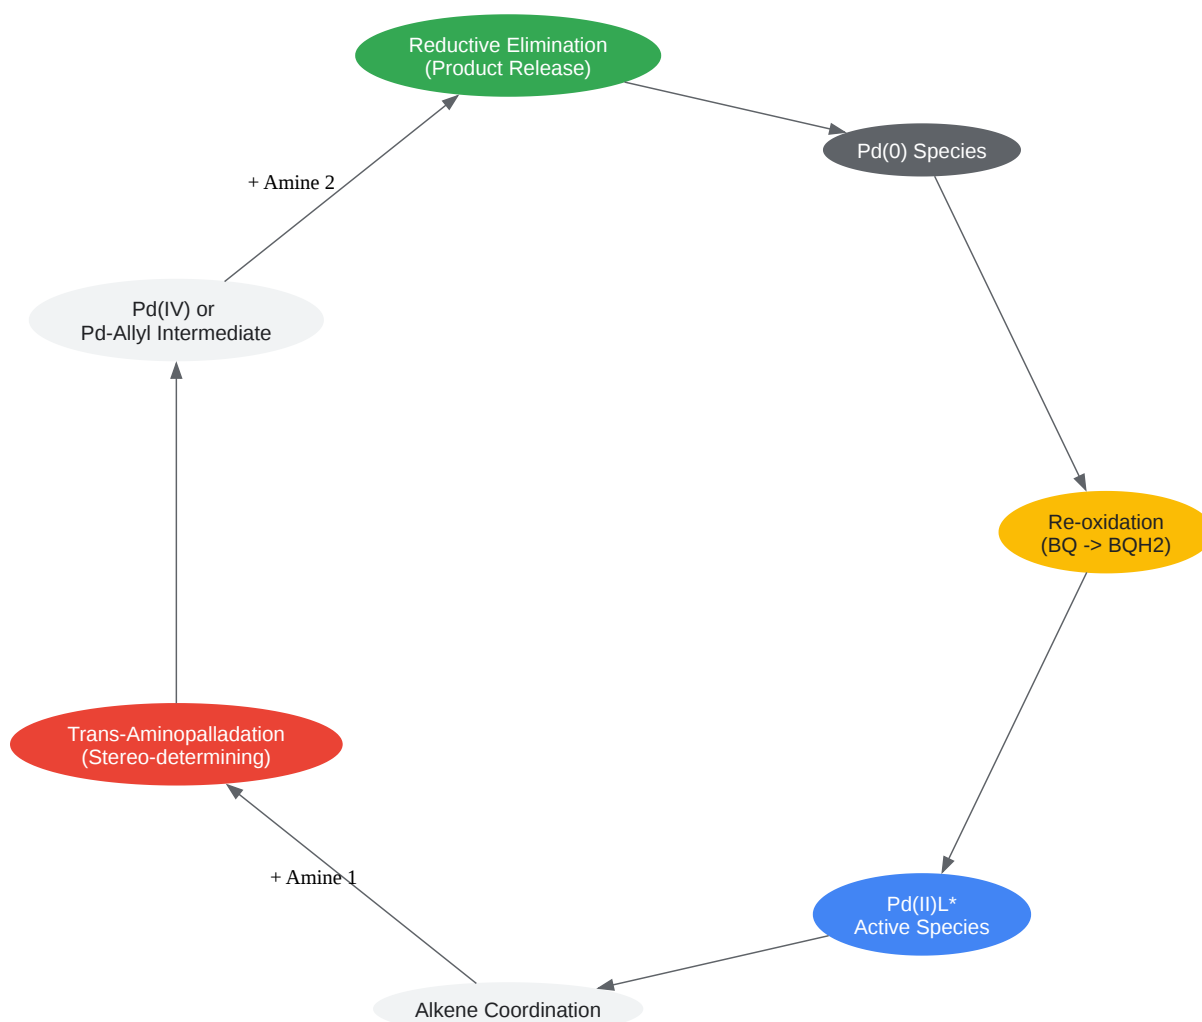 Reductive Elimination
(Product Release)
Pd(0) Species
+ Amine 2
Pd(IV) or
Pd-Allyl Intermediate
Re-oxidation
(BQ -> BQH2)
Trans-Aminopalladation
(Stereo-determining)
+ Amine 1
Pd(II)L*
Active Species
Alkene Coordination